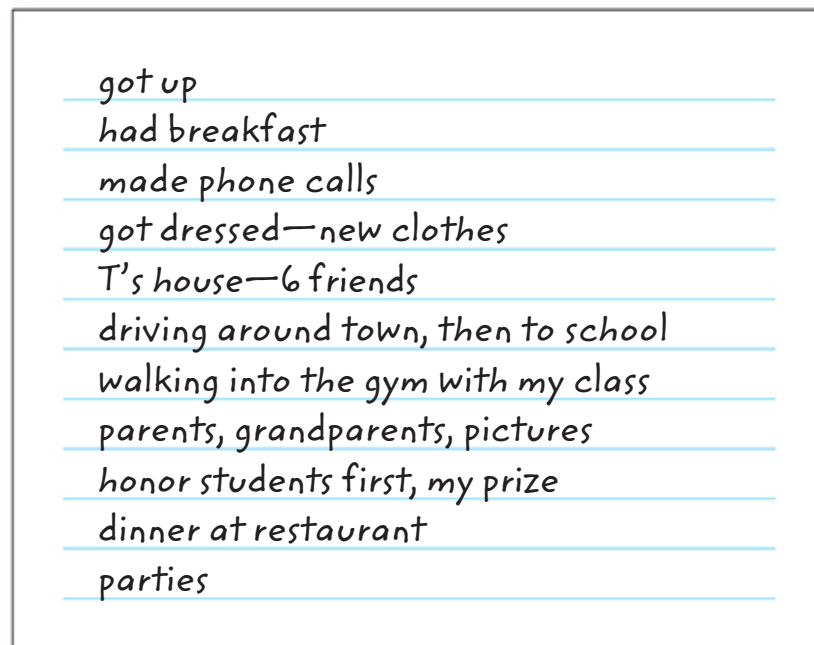 got up
had breakfast
made phone calls
got dressed—new clothes
T's house—6 friends
driving around town, then to school
walking into the gym with my class
parents, grandparents, pictures
honor students first, my prize
dinner at restaurant
parties